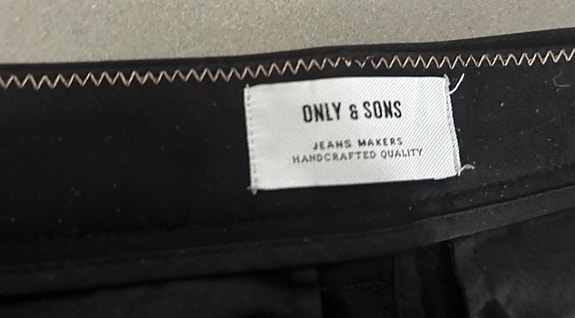 ONLY & SONS
JEANS MAKERS
HANDCRAFTED QUALITY